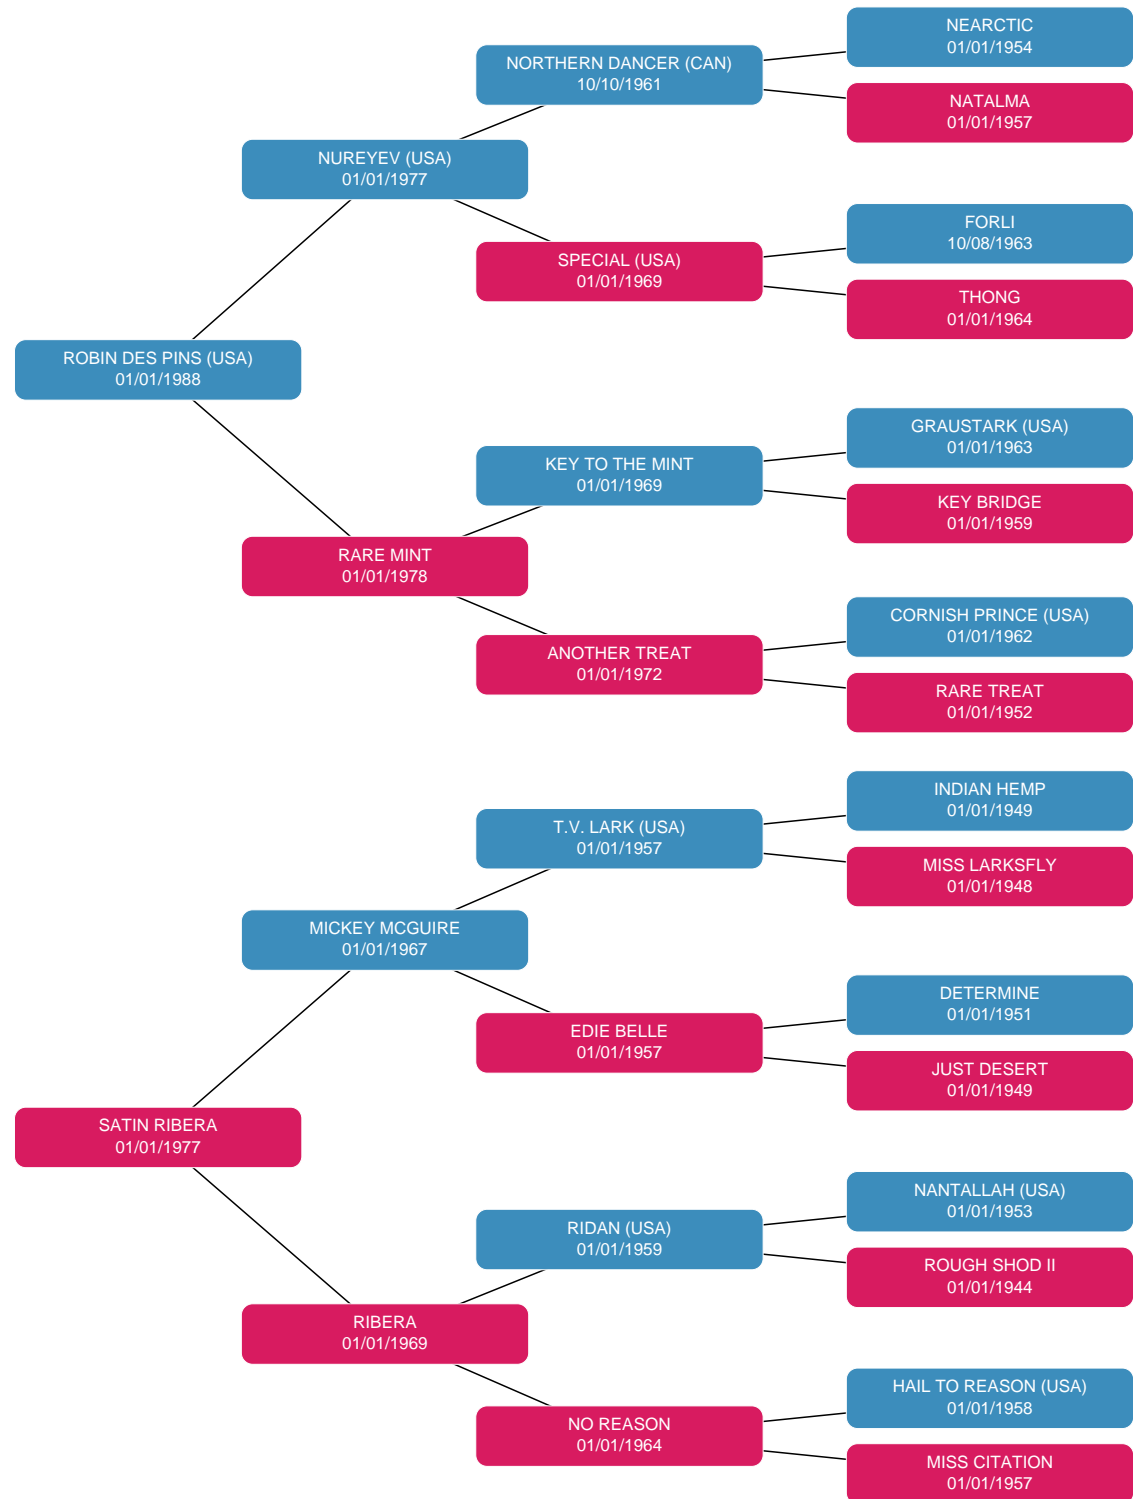 NEARCTIC
01/01/1954
NORTHERN DANCER (CAN)
10/10/1961
NATALMA
01/01/1957
NUREYEV (USA)
01/01/1977
FORLI
10/08/1963
SPECIAL (USA)
01/01/1969
THONG
01/01/1964
ROBIN DES PINS (USA)
01/01/1988
GRAUSTARK (USA)
01/01/1963
KEY TO THE MINT
01/01/1969
KEY BRIDGE
01/01/1959
RARE MINT
01/01/1978
CORNISH PRINCE (USA)
01/01/1962
ANOTHER TREAT
01/01/1972
RARE TREAT
01/01/1952
INDIAN HEMP
01/01/1949
T.V. LARK (USA)
01/01/1957
MISS LARKSFLY
01/01/1948
MICKEY MCGUIRE
01/01/1967
DETERMINE
01/01/1951
EDIE BELLE
01/01/1957
JUST DESERT
01/01/1949
SATIN RIBERA
01/01/1977
NANTALLAH (USA)
01/01/1953
RIDAN (USA)
01/01/1959
ROUGH SHOD II
01/01/1944
RIBERA
01/01/1969
HAIL TO REASON (USA)
01/01/1958
NO REASON
01/01/1964
MISS CITATION
01/01/1957